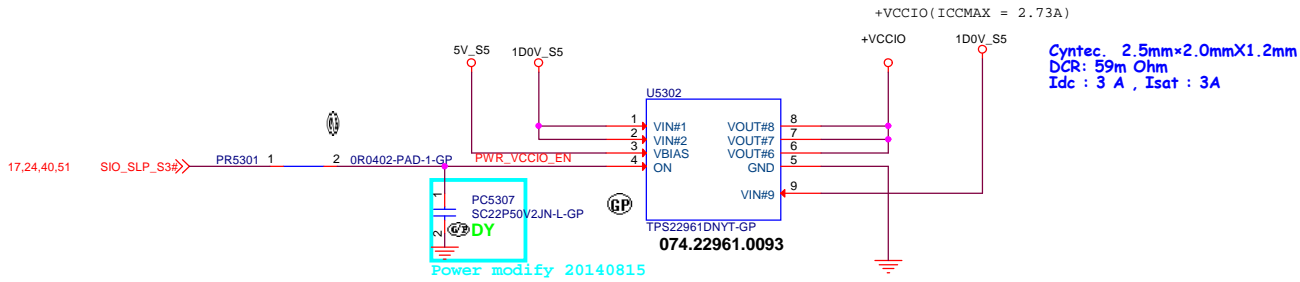 +VCCIO(ICCMAX = 2.73A)
5V_S5 1D0V_S5 +VCCIO 1D0V_S5
Cyntec. 2.5mm×2.0mmX1.2mm
DCR: 59m Ohm
Idc : 3 A , Isat : 3A
U5302
1 VIN#1 VOUT#8 8
2 VIN#2 VOUT#7 7
3 VBIAS VOUT#6 6
4 ON GND 5
VIN#9 9
17,24,40,51 SIO_SLP_S3# PR5301 1 2 0R0402-PAD-1-GP PWR_VCCIO_EN
1
PC5307
SC22P50V2JN-L-GP
2 G/P DY
GP
TPS22961DNYT-GP
074.22961.0093
Power modify 20140815